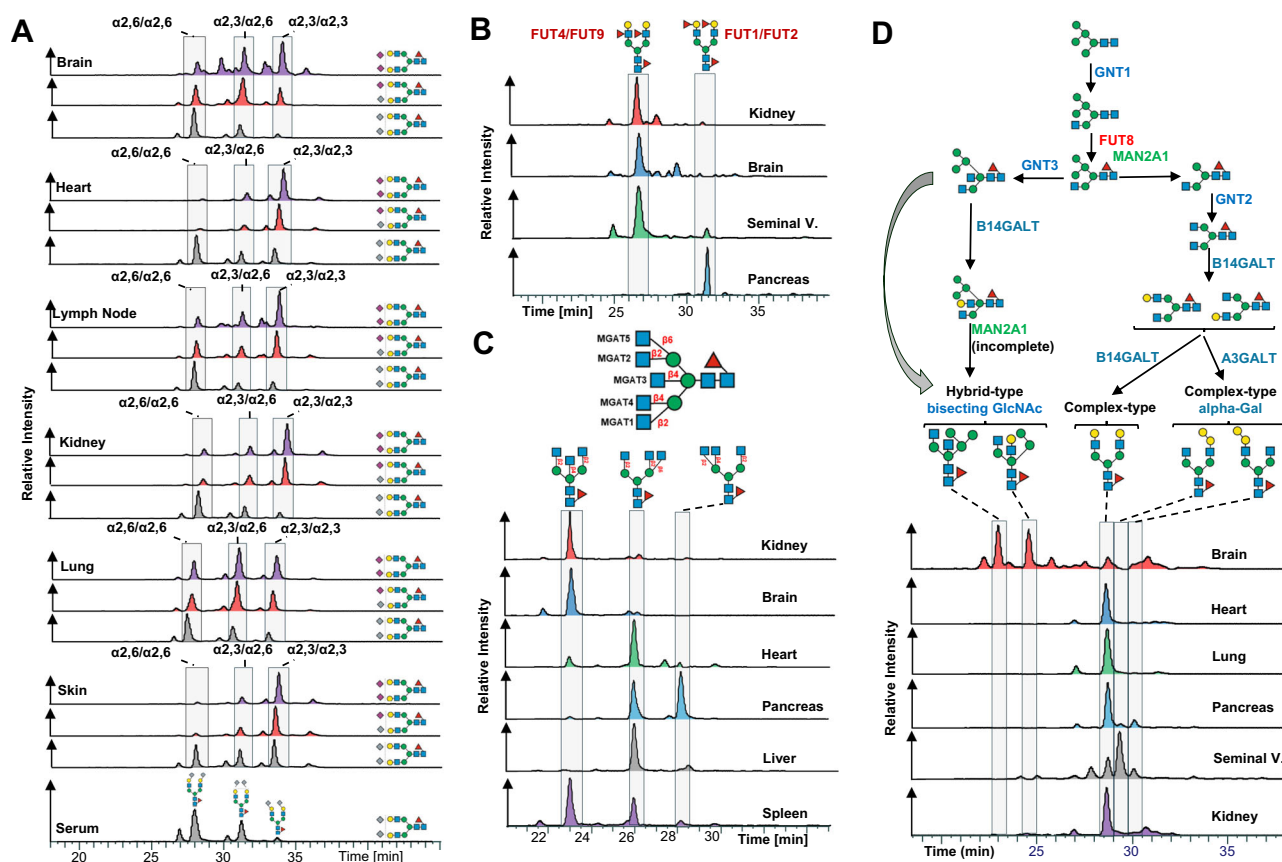 A
α2,6/α2,6 α2,3/α2,6 α2,3/α2,3
Brain
α2,6/α2,6 α2,3/α2,6 α2,3/α2,3
Heart
α2,6/α2,6 α2,3/α2,6 α2,3/α2,3
Lymph Node
α2,6/α2,6 α2,3/α2,6 α2,3/α2,3
Kidney
α2,6/α2,6 α2,3/α2,6 α2,3/α2,3
Lung
α2,6/α2,6 α2,3/α2,6 α2,3/α2,3
Skin
Serum
Relative Intensity
20 25 30 35 Time [min]
B
FUT4/FUT9 FUT1/FUT2
Kidney
Brain
Seminal V.
Pancreas
Relative Intensity
Time [min] 25 30 35
C
MGAT5 β6
MGAT2 β2
MGAT3 β4
MGAT4 β4
MGAT1 β2
Kidney
Brain
Heart
Pancreas
Liver
Spleen
Relative Intensity
22 24 26 28 30 Time [min]
D
GNT1
FUT8
MAN2A1
GNT3
GNT2
B14GALT
B14GALT
MAN2A1
(incomplete)
B14GALT A3GALT
Hybrid-type
bisecting GlcNAc
Complex-type
Complex-type
alpha-Gal
Brain
Heart
Lung
Pancreas
Seminal V.
Kidney
Relative Intensity
Time (min) 25 30 35